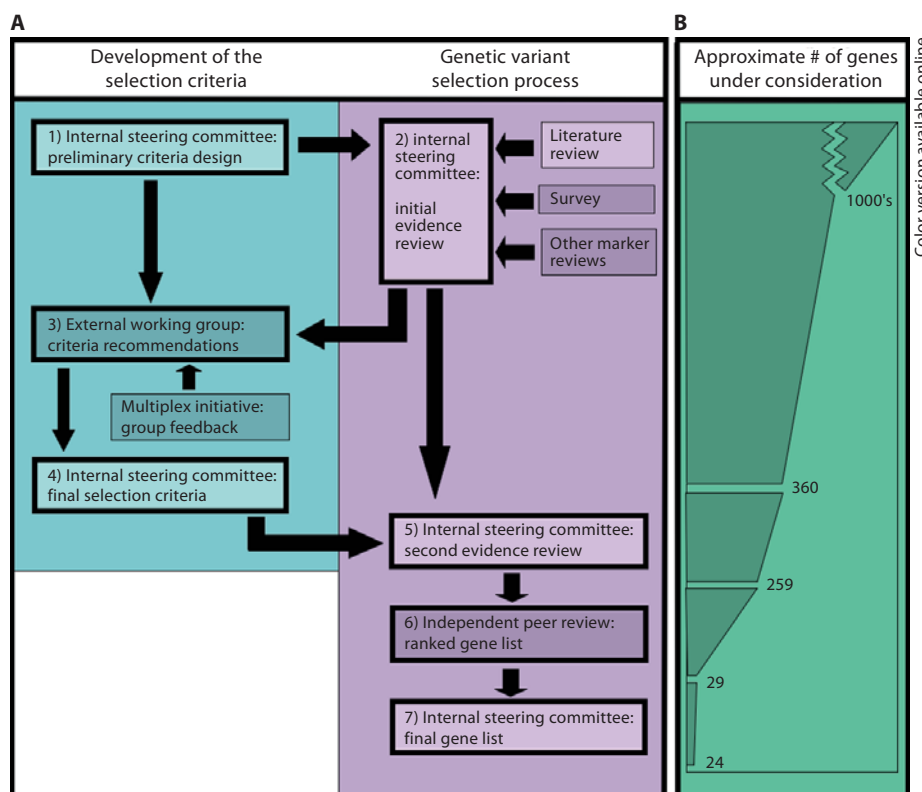 A
Development of the
selection criteria
Genetic variant
selection process
1) Internal steering committee:
preliminary criteria design
2) internal
steering
committee:
initial
evidence
review
Literature
review
Survey
Other marker
reviews
3) External working group:
criteria recommendations
Multiplex initiative:
group feedback
4) Internal steering committee:
final selection criteria
5) Internal steering committee:
second evidence review
6) Independent peer review:
ranked gene list
7) Internal steering committee:
final gene list
B
Approximate # of genes
under consideration
1000's
360
259
29
24
Color version available online